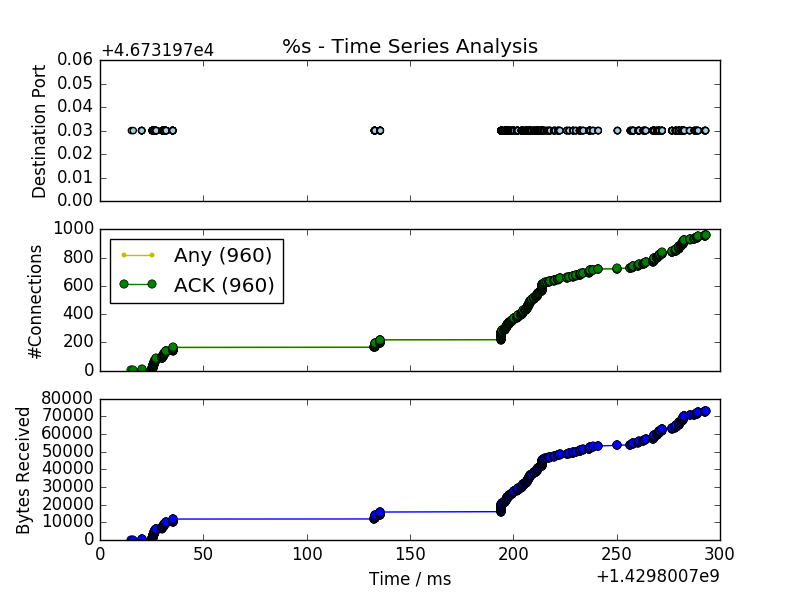 +4.673197e4
%s - Time Series Analysis
0.06
0.05
0.04
0.03
0.02
0.01
0.00
Destination Port
1000
800
600
400
200
0
#Connections
Any (960)
ACK (960)
80000
70000
60000
50000
40000
30000
20000
10000
0
Bytes Received
0 50 100 150 200 250 300
Time / ms
+1.4298007e9